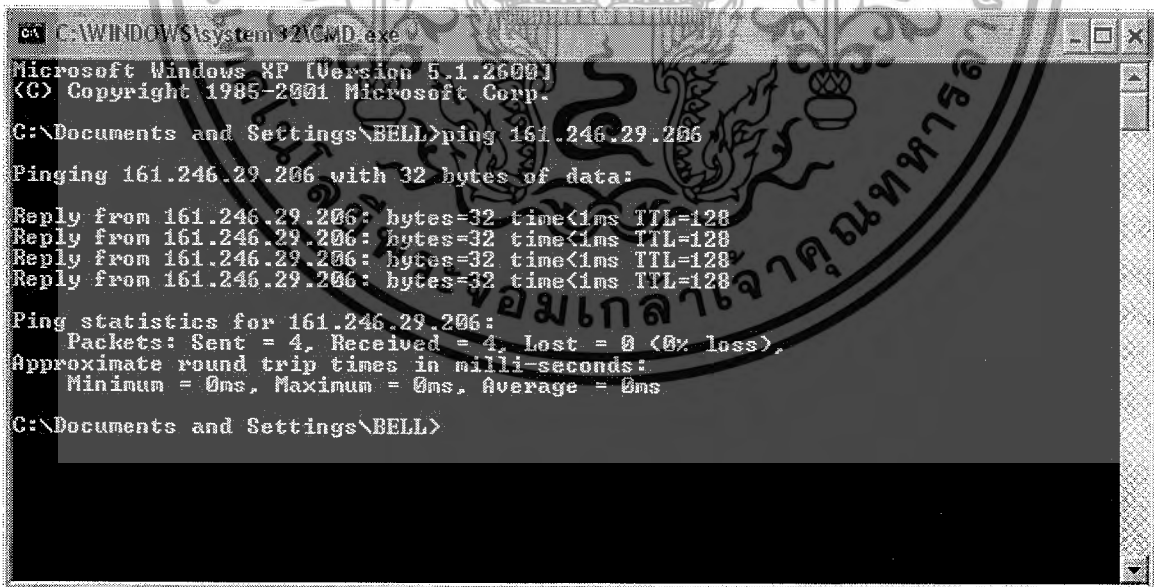 C:\WINDOWS\system32\CMD.exe
Microsoft Windows XP [Version 5.1.2600]
(C) Copyright 1985-2001 Microsoft Corp.
C:\Documents and Settings\BELL>ping 161.246.29.206
Pinging 161.246.29.206 with 32 bytes of data:
Reply from 161.246.29.206: bytes=32 time<1ms TTL=128
Reply from 161.246.29.206: bytes=32 time<1ms TTL=128
Reply from 161.246.29.206: bytes=32 time<1ms TTL=128
Reply from 161.246.29.206: bytes=32 time<1ms TTL=128
Ping statistics for 161.246.29.206:
Packets: Sent = 4, Received = 4, Lost = 0 (0% loss),
Approximate round trip times in milli-seconds:
Minimum = 0ms, Maximum = 0ms, Average = 0ms
C:\Documents and Settings\BELL>